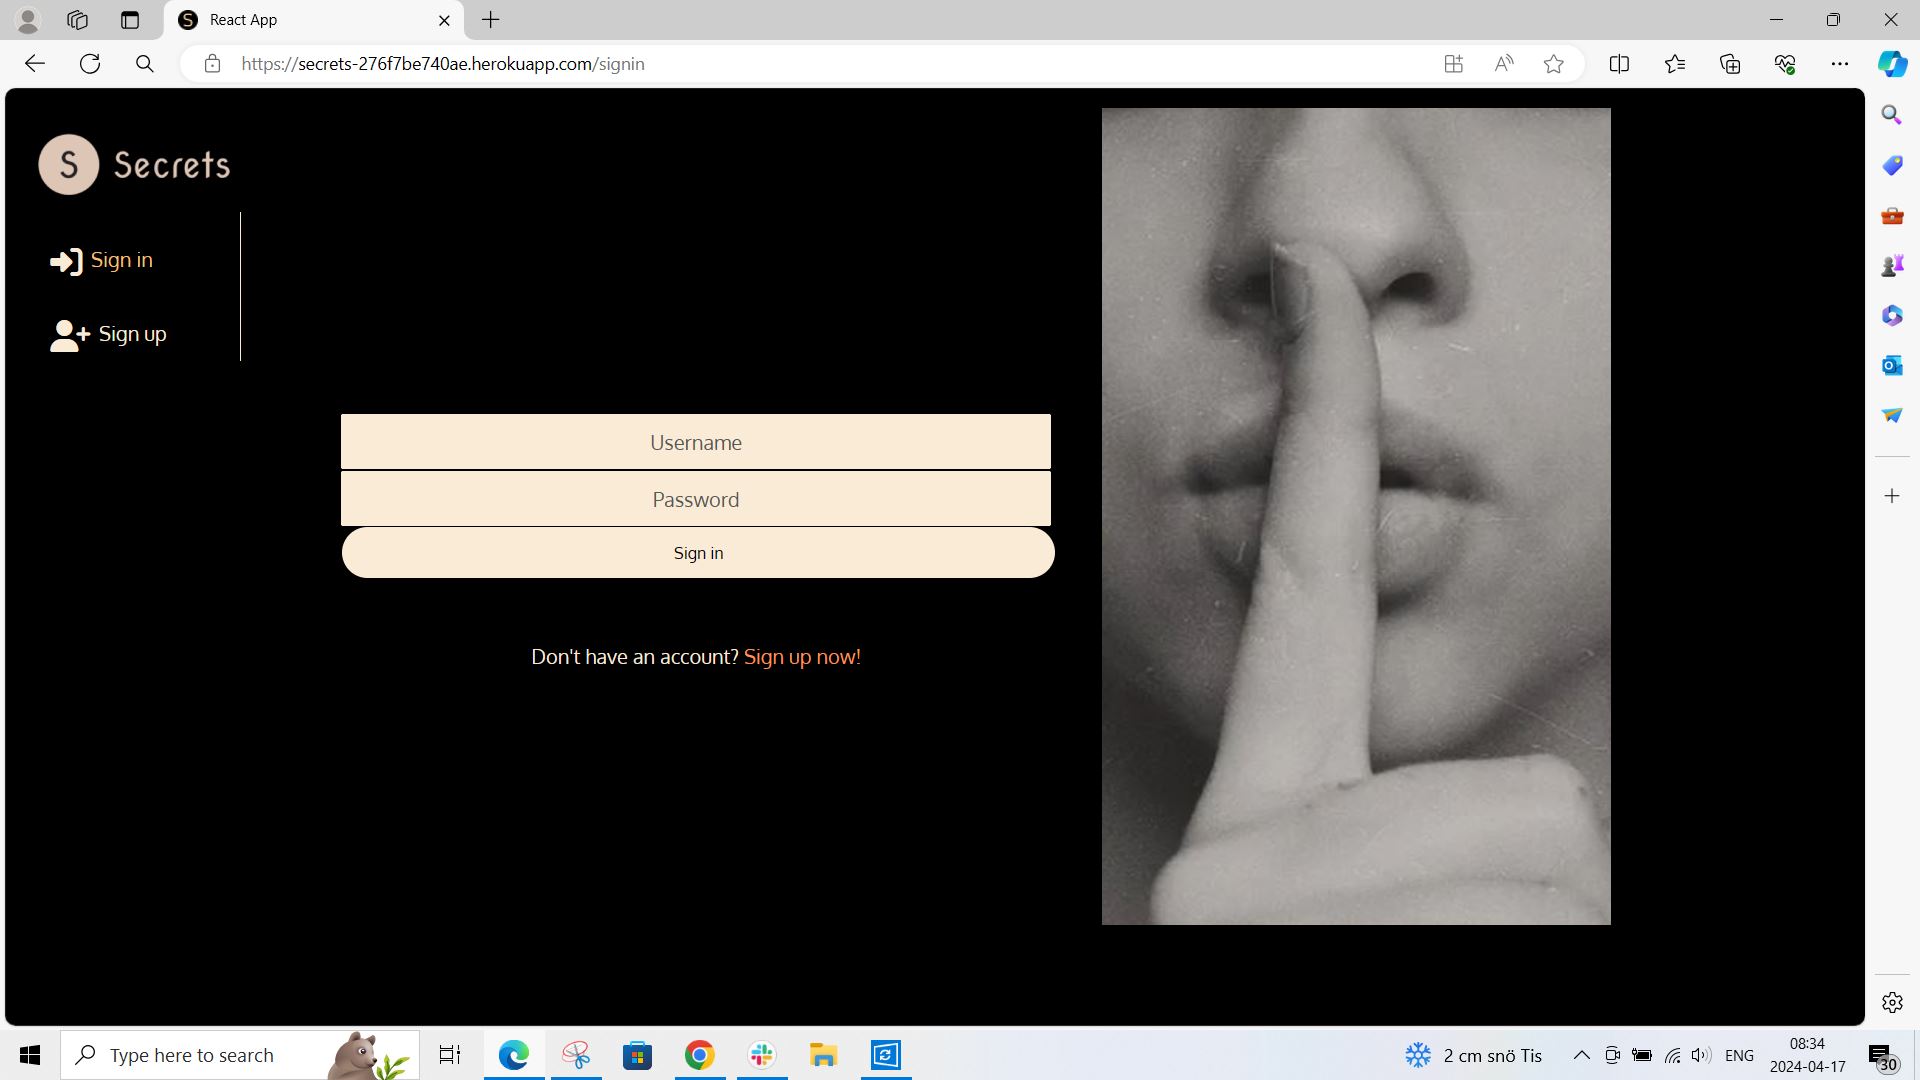 React App
https://secrets-276f7be740ae.herokuapp.com/signin
S Secrets
Sign in
Sign up
Username
Password
Sign in
Don't have an account? Sign up now!
Type here to search
2 cm snö Tis
ENG
08:34
2024-04-17
30